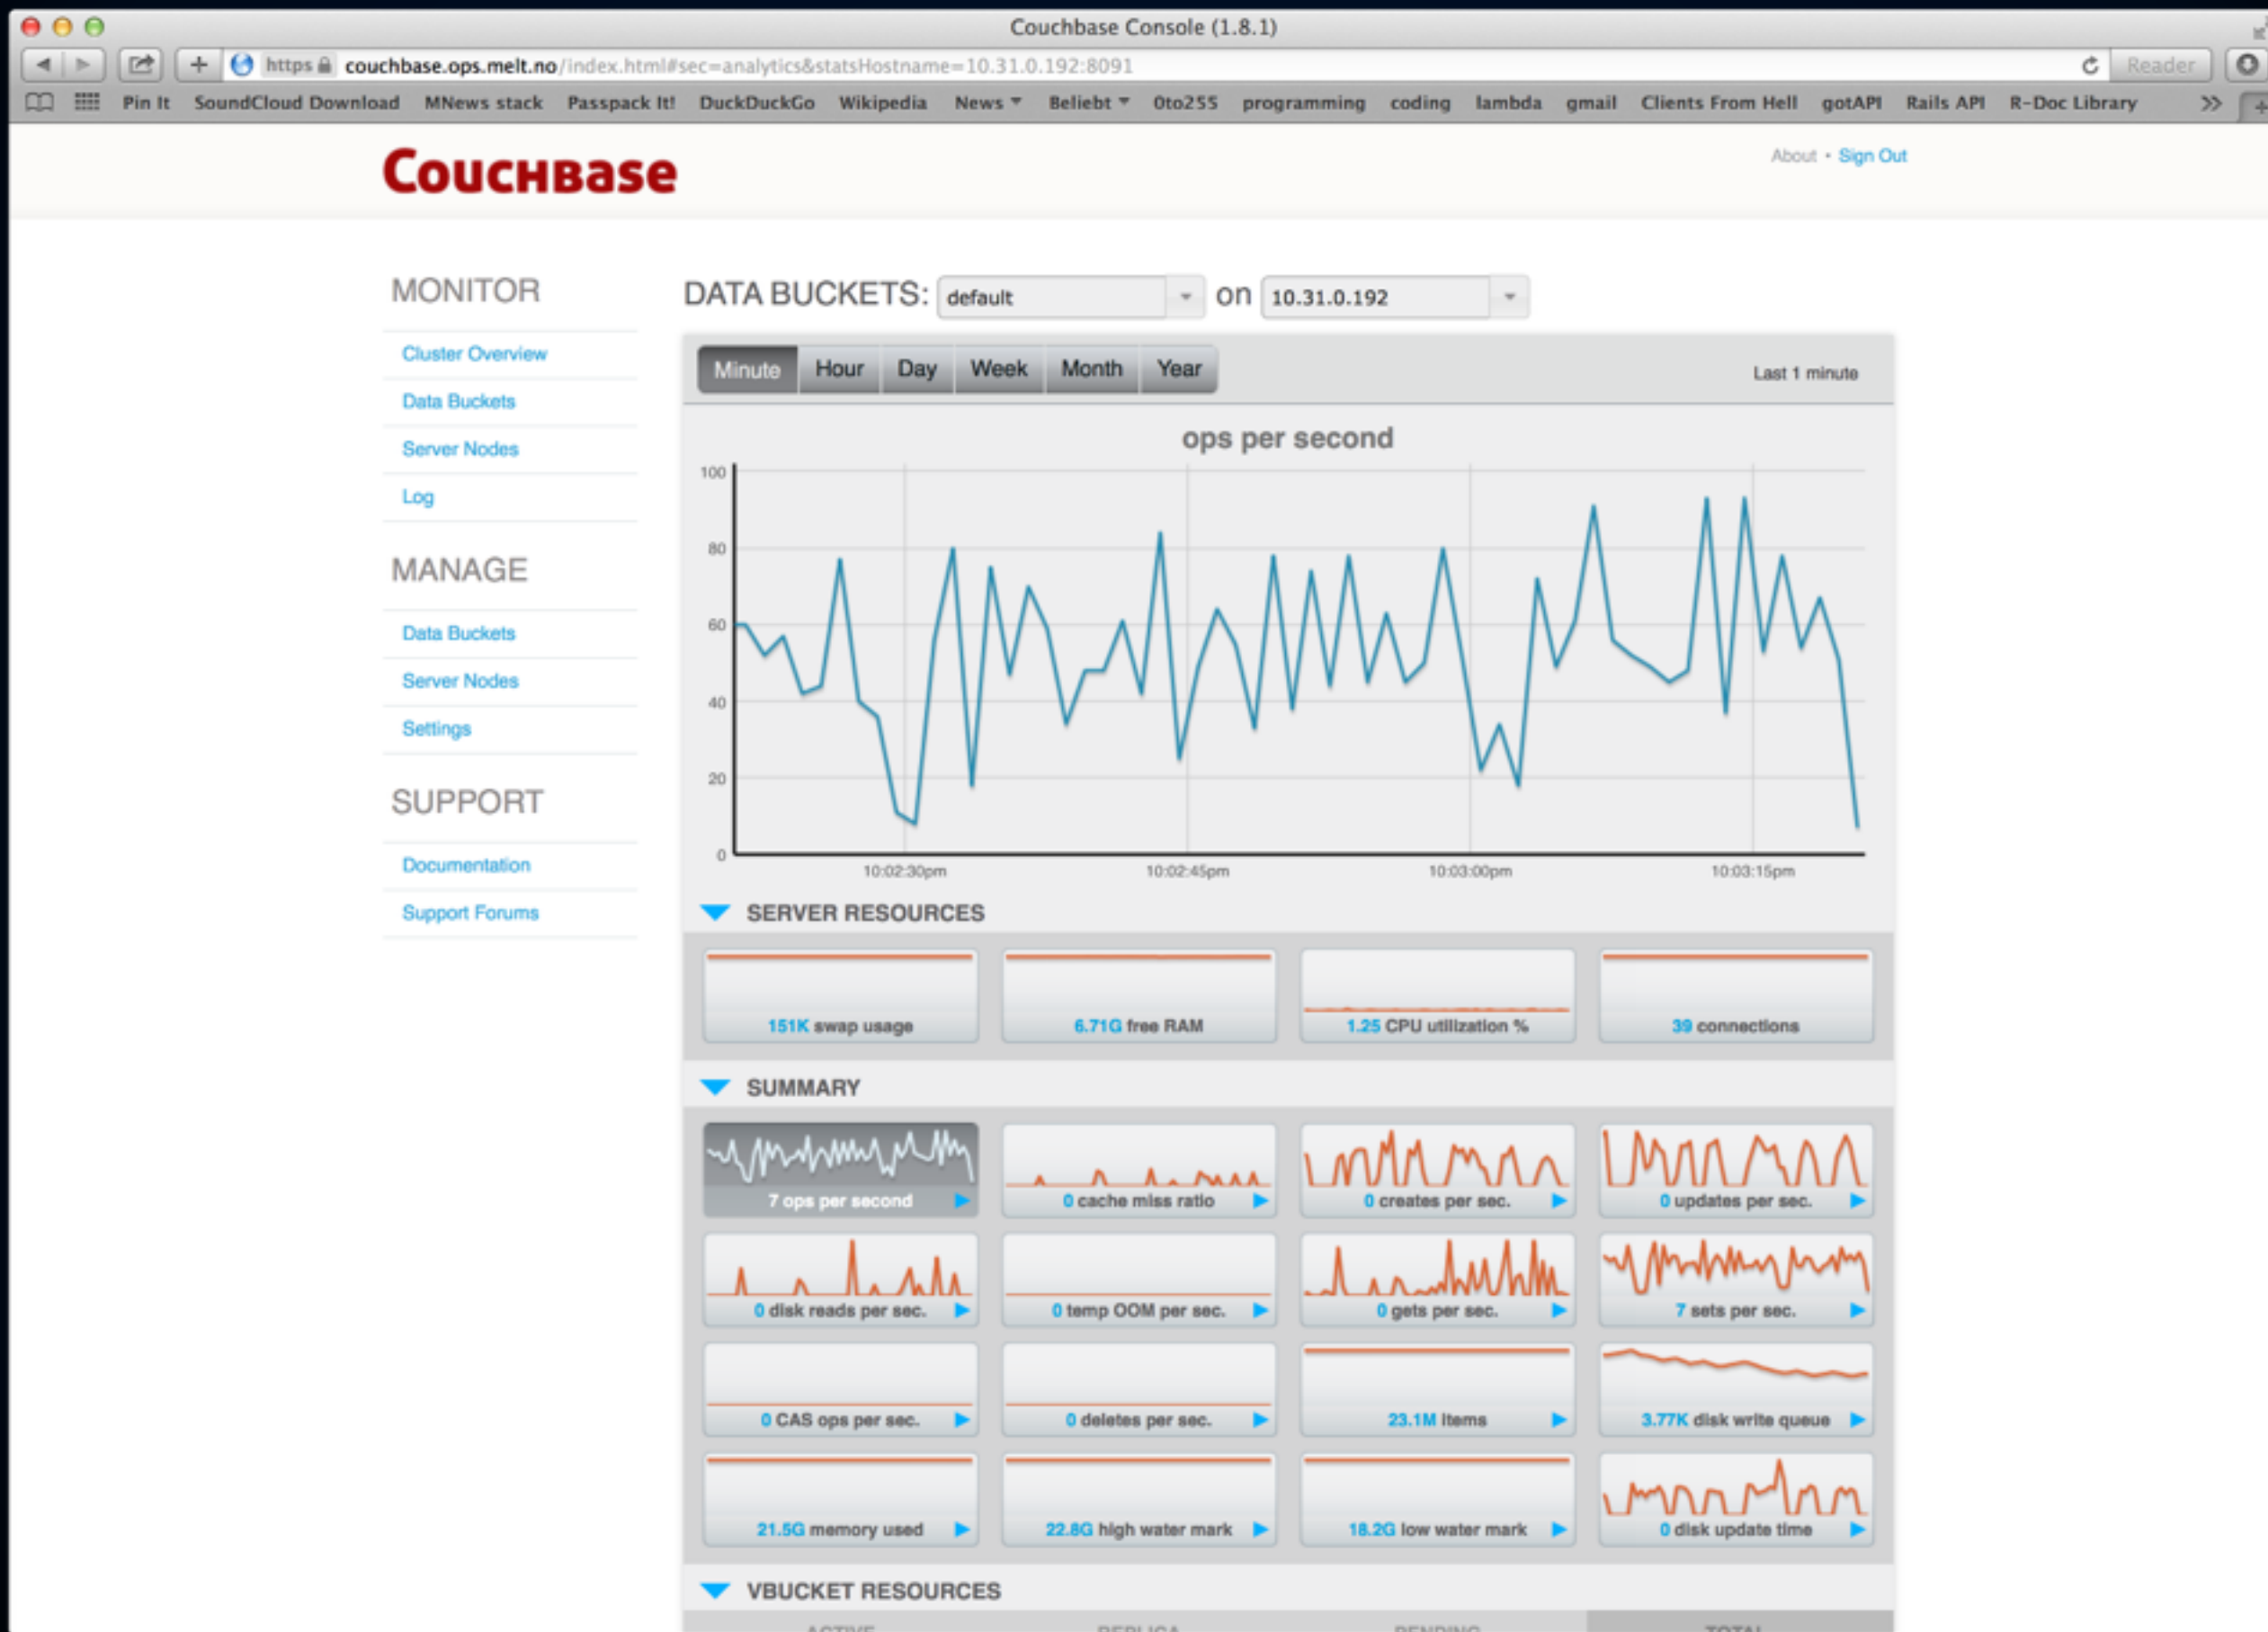 Couchbase Console (1.8.1)
https couchbase.ops.melt.no/index.html#sec=analytics&statsHostname=10.31.0.192:8091 Reader
Pin It SoundCloud Download MNews stack Passpack It! DuckDuckGo Wikipedia News Beliebt 0to255 programming coding lambda gmail Clients From Hell gotAPI Rails API R-Doc Library
Couchbase
About • Sign Out
MONITOR
Cluster Overview
Data Buckets
Server Nodes
Log
MANAGE
Data Buckets
Server Nodes
Settings
SUPPORT
Documentation
Support Forums
DATA BUCKETS: default on 10.31.0.192
Minute Hour Day Week Month Year Last 1 minute
ops per second
100
80
60
40
20
0
10:02:30pm 10:02:45pm 10:03:00pm 10:03:15pm
SERVER RESOURCES
151K swap usage 6.71G free RAM 1.25 CPU utilization % 39 connections
SUMMARY
7 ops per second 0 cache miss ratio 0 creates per sec. 0 updates per sec.
0 disk reads per sec. 0 temp OOM per sec. 0 gets per sec. 7 sets per sec.
0 CAS ops per sec. 0 deletes per sec. 23.1M items 3.77K disk write queue
21.5G memory used 22.8G high water mark 18.2G low water mark 0 disk update time
VBUCKET RESOURCES
ACTIVE REPLICA PENDING TOTAL